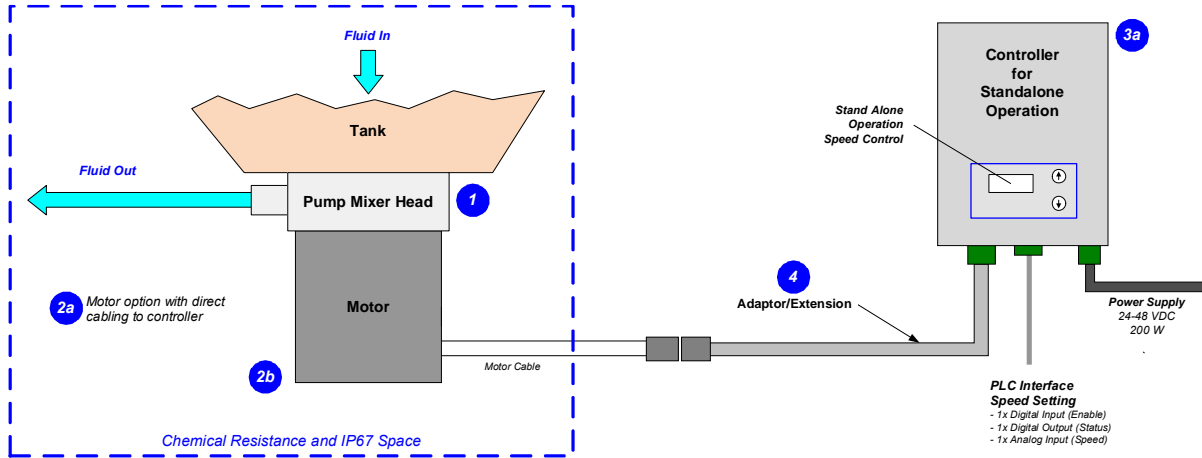 Fluid In
Tank
Fluid Out
Pump Mixer Head
1
2a
Motor option with direct
cabling to controller
Motor
2b
Motor Cable
Chemical Resistance and IP67 Space
3a
Controller
for
Standalone
Operation
Stand Alone
Operation
Speed Control
4
Adaptor/Extension
Power Supply
24-48 VDC
200 W
.
PLC Interface
Speed Setting
- 1x Digital Input (Enable)
- 1x Digital Output (Status)
- 1x Analog Input (Speed)